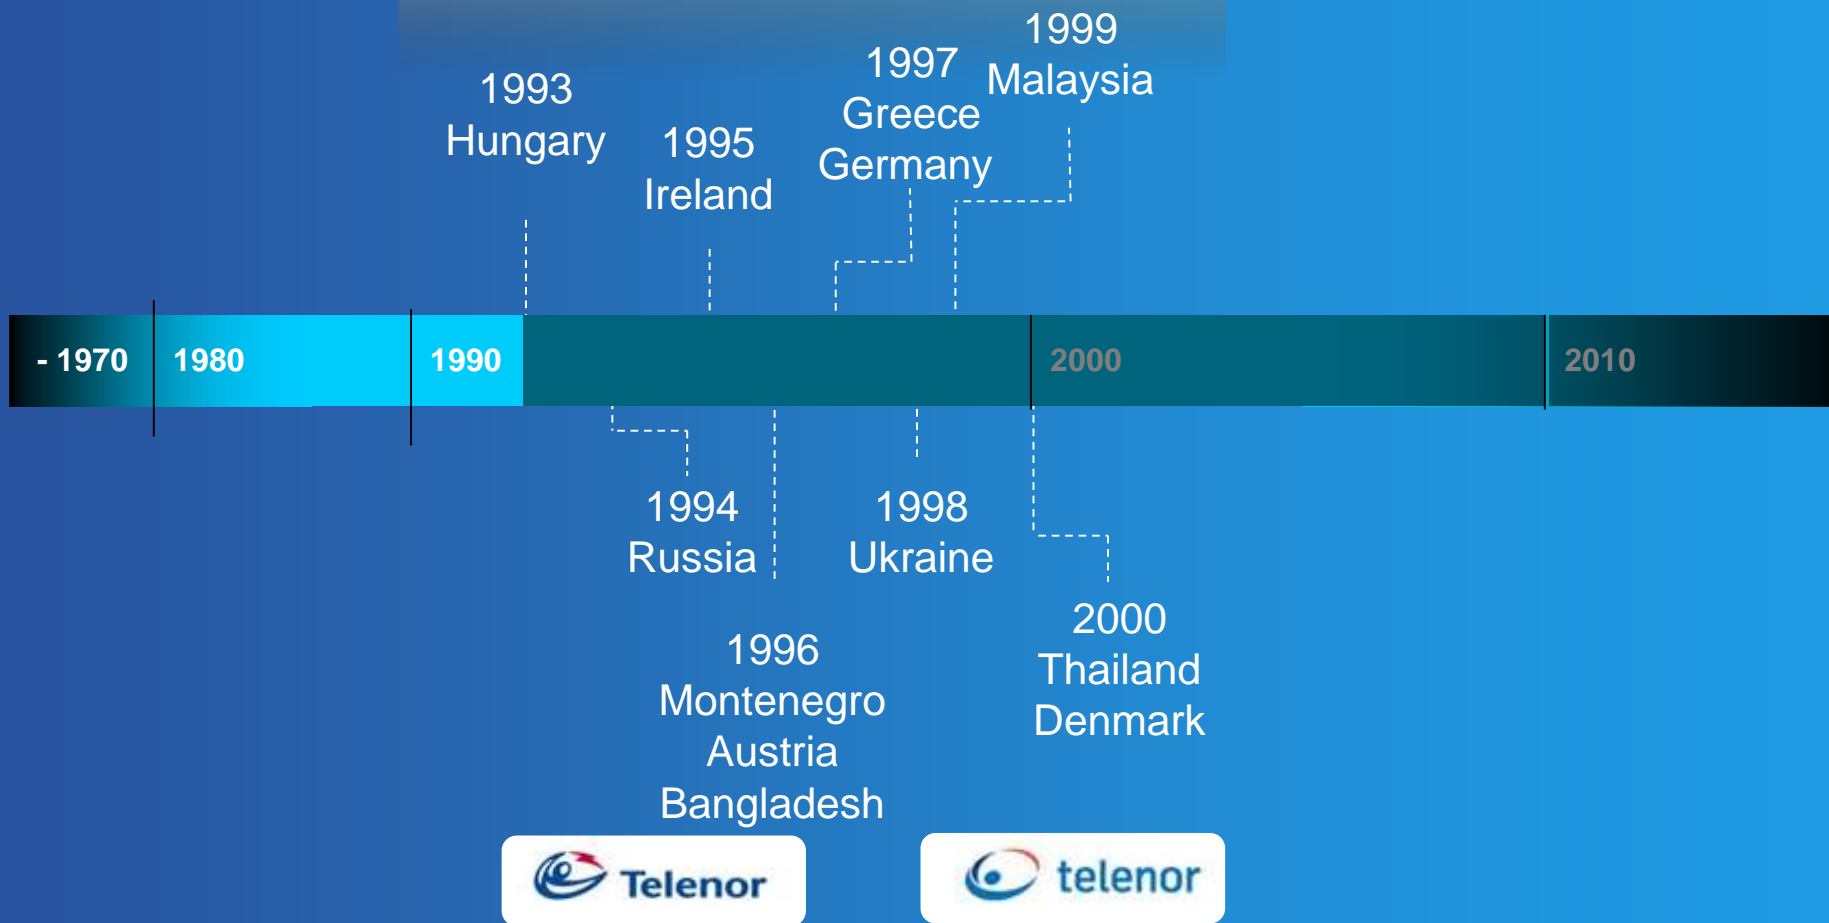 1993
Hungary
1995
Ireland
1997
Greece
Germany
1999
Malaysia
- 1970
1980
1990
2000
2010
1994
Russia
1996
Montenegro
Austria
Bangladesh
1998
Ukraine
2000
Thailand
Denmark
Telenor
telenor